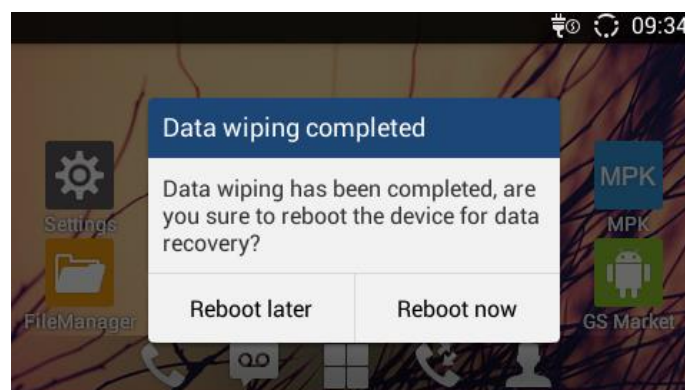 09:34
Data wiping completed
Data wiping has been completed, are
you sure to reboot the device for data
recovery?
Reboot later
Reboot now
Settings
MPK
MPK
FileManager
GS Market